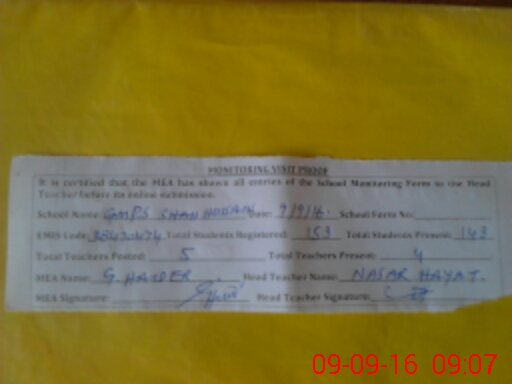 MONITORING VISIT PROOF
It is certified that the MEA has shown all entries of the School Monitoring Form to the Head
Teacher before its online submission.
School Name: GMPS SHAH Date: 9/9/16. School Form No:
EMIS Code: Total Students Registered: 153 Total Students Present: 143
Total Teachers Posted: 5 Total Teachers Present: 4
MEA Name: G. HAIDER Head Teacher Name: NASAR HAYAT.
MEA Signature: Head Teacher Signature:
09-09-16 09:07